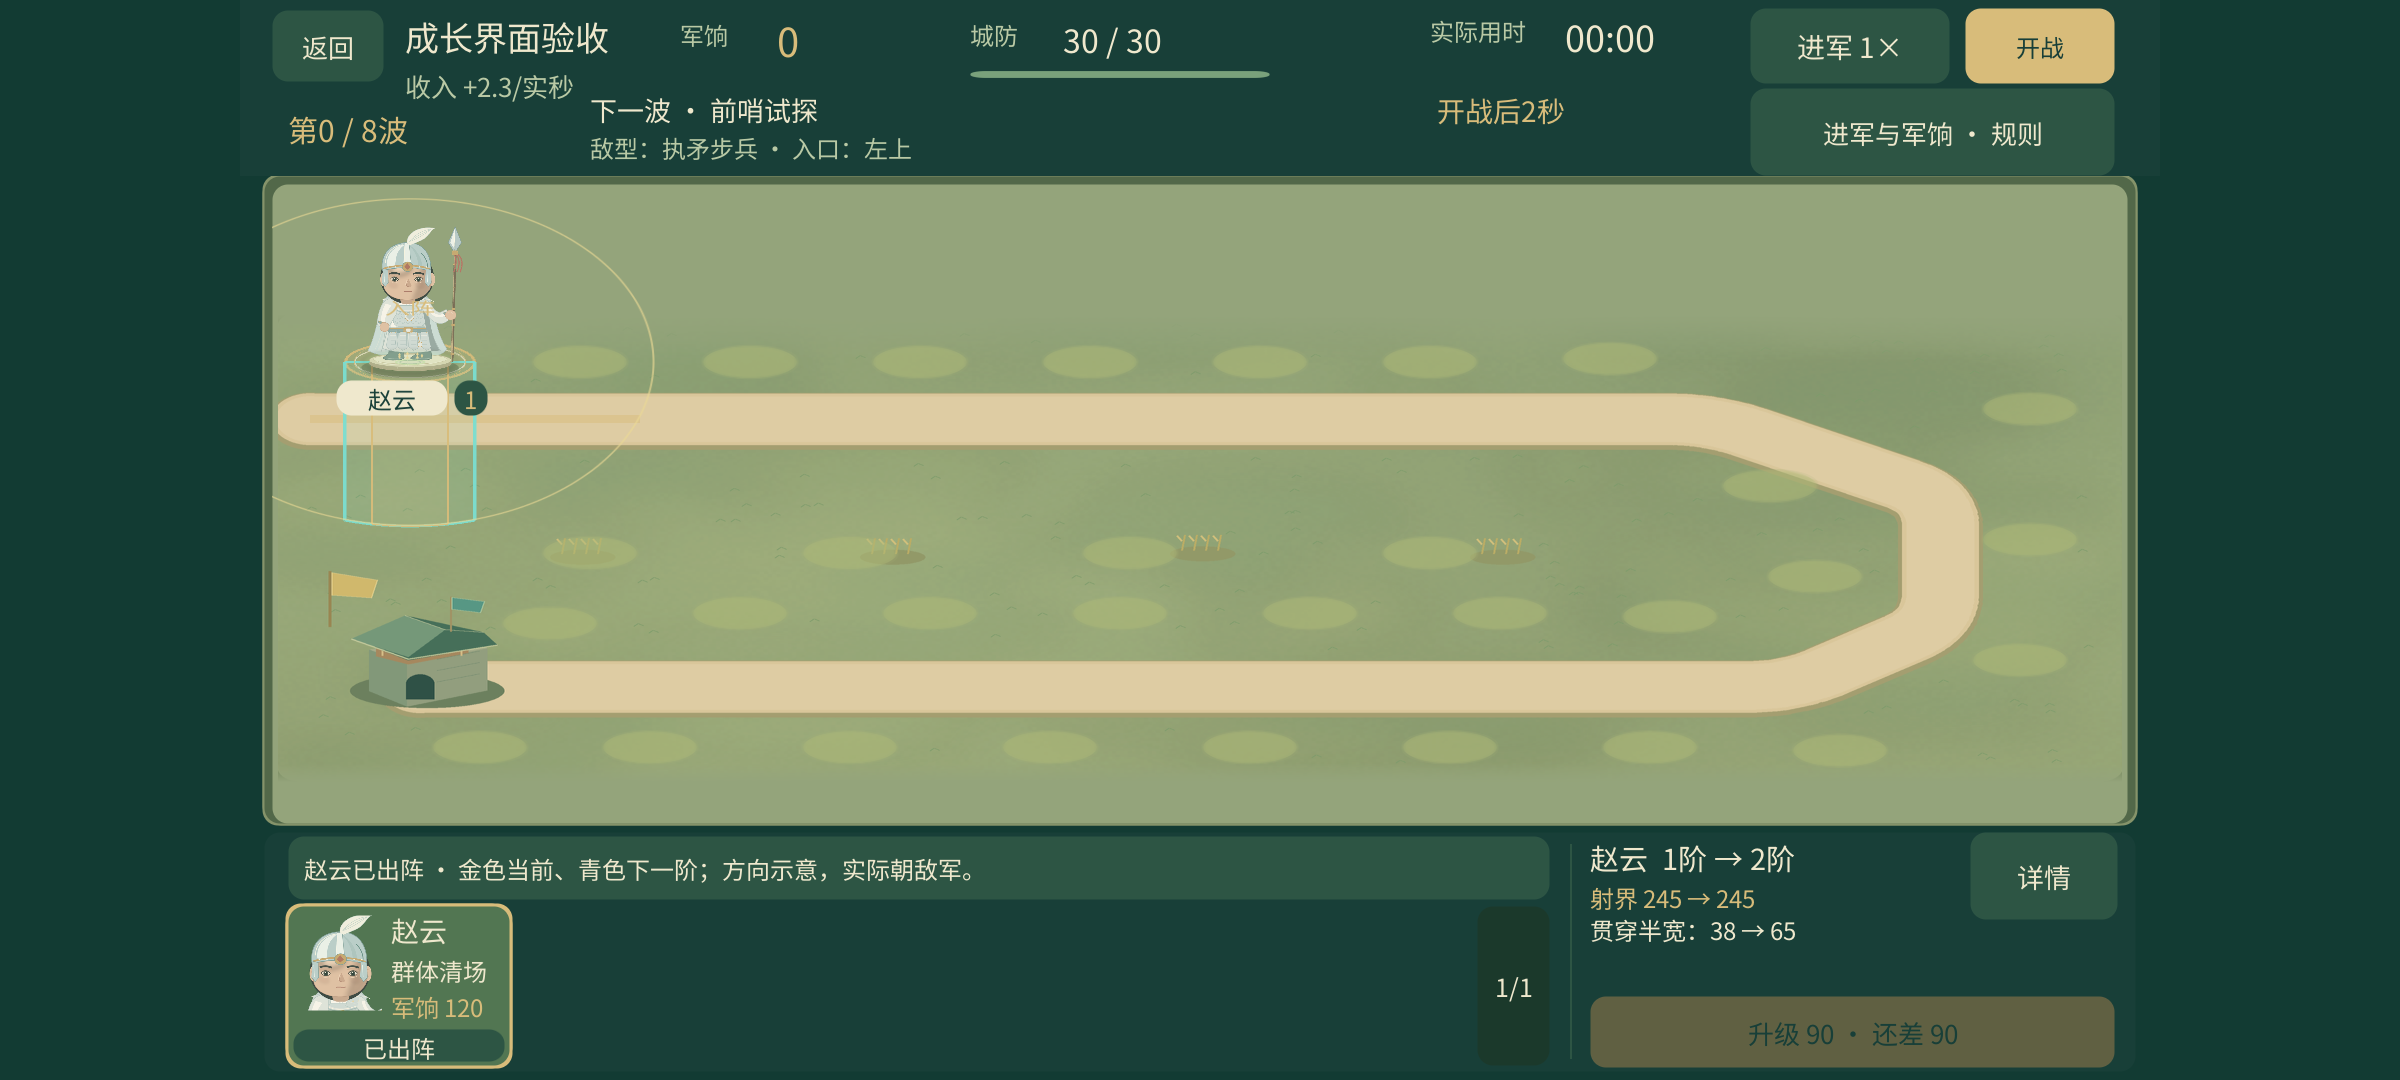 返回
成长界面验收
收入 +2.3/实秒
军饷 0
城防 30 / 30
实际用时 00:00
进军 1×
开战
第0 / 8波
下一波 · 前哨试探
敌型：执矛步兵 · 入口：左上
开战后2秒
进军与军饷 · 规则
赵云 1
赵云已出阵 · 金色当前、青色下一阶；方向示意，实际朝敌军。
赵云
群体清场
军饷 120
已出阵
1/1
赵云 1阶 → 2阶
射界 245 → 245
贯穿半宽：38 → 65
详情
升级 90 · 还差 90